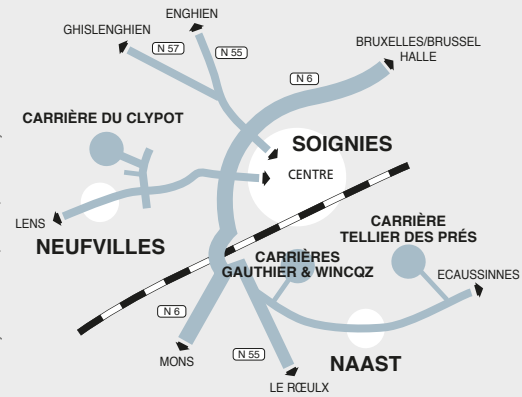 ENGHIEN
GHISLENGHIEN
N 57
N 55
BRUXELLES/BRUSSEL
HALLE
N 6
CARRIÈRE DU CLYPOT
SOIGNIES
CENTRE
LENS
NEUFVILLES
CARRIÈRE
TELLIER DES PRÉS
CARRIÈRES
GAUTHIER & WINCQZ
ECAUSSINNES
N 6
MONS
N 55
NAAST
LE RŒULX